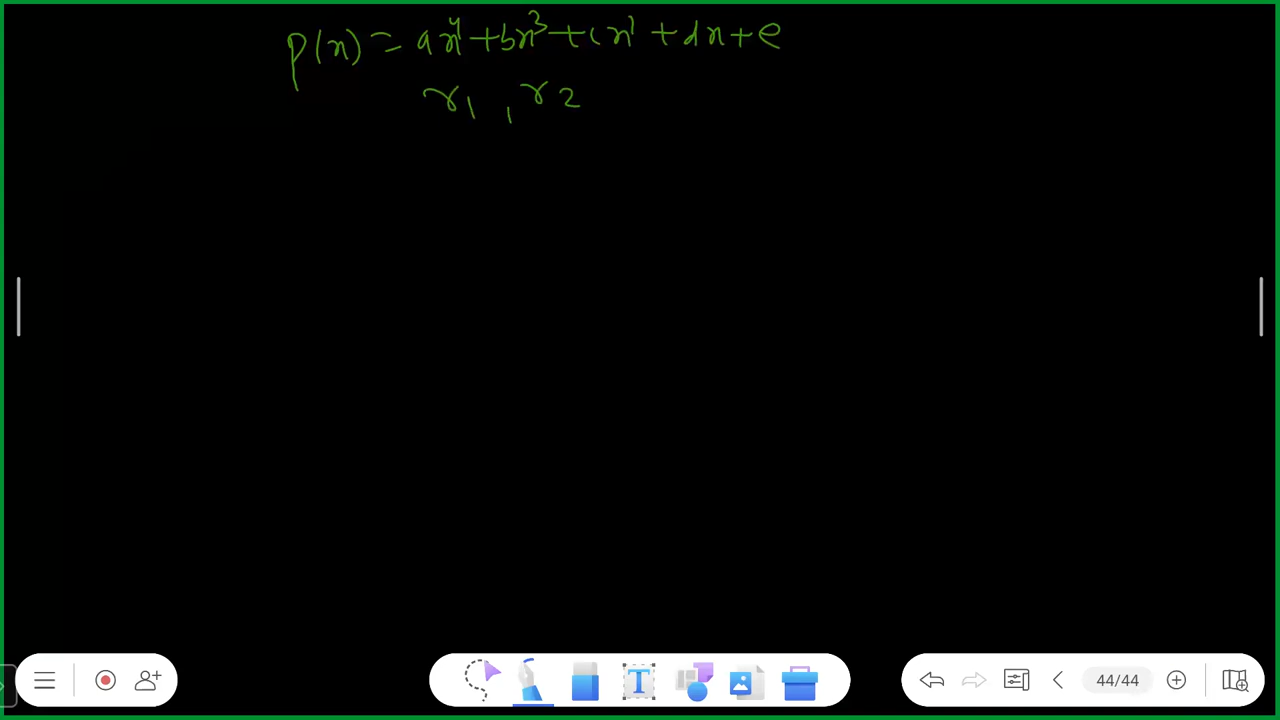 p(x) = ax⁴ + bx³ + cx² + dx + e
r₁ , r₂
T
44/44